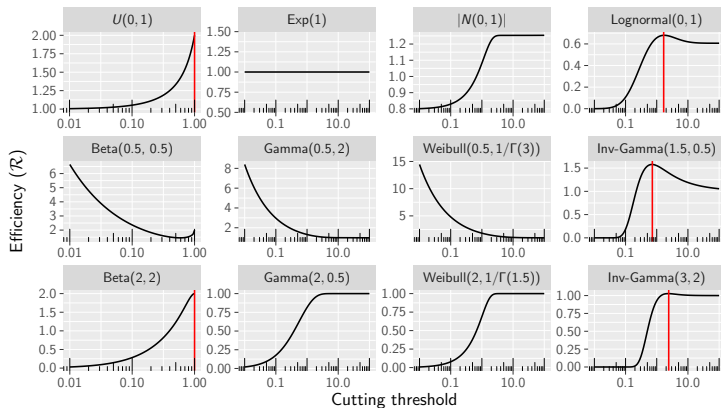 U(0, 1) Exp(1) |N(0, 1)| Lognormal(0, 1)
2.00 1.50 1.2 0.6
1.75 1.25 1.1 0.4
1.50 1.00 1.0 0.2
1.25 0.75 0.9 0.0
1.00 0.50 0.8
0.01 0.10 1.00 0.1 10.0 0.1 10.0 0.1 10.0
Beta(0.5, 0.5) Gamma(0.5, 2) Weibull(0.5, 1/Γ(3)) Inv-Gamma(1.5, 0.5)
6 8 15 1.5
5 6 10 1.0
4 4 5 0.5
3 2 0.0
2
0.01 0.10 1.00 0.1 10.0 0.1 10.0 0.1 10.0
Beta(2, 2) Gamma(2, 0.5) Weibull(2, 1/Γ(1.5)) Inv-Gamma(3, 2)
2.0 1.00 1.00 1.00
1.5 0.75 0.75 0.75
1.0 0.50 0.50 0.50
0.5 0.25 0.25 0.25
0.0 0.00 0.00 0.00
0.01 0.10 1.00 0.1 10.0 0.1 10.0 0.1 10.0
Efficiency (ℛ)
Cutting threshold